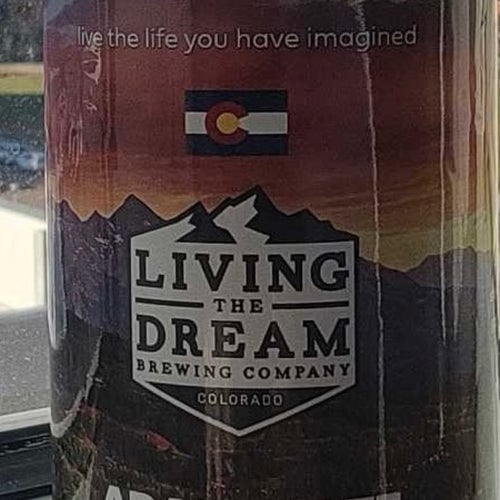 live the life you have imagined
LIVING
THE
DREAM
BREWING COMPANY
COLORADO